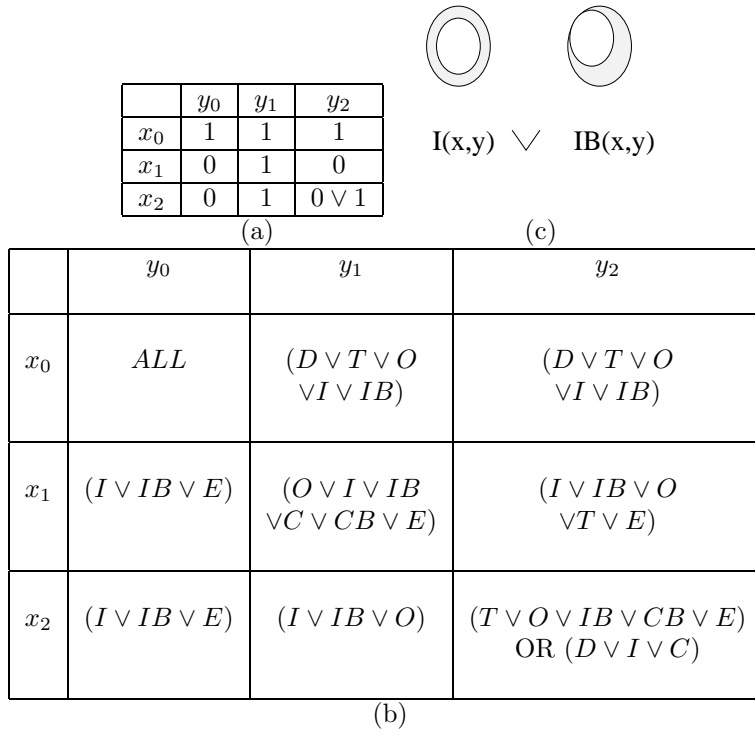 y₀ y₁ y₂
x₀ 1 1 1
x₁ 0 1 0
x₂ 0 1 0 ∨ 1
(a)
I(x,y) ∨ IB(x,y)
(c)
y₀ y₁ y₂
x₀ ALL (D ∨ T ∨ O (D ∨ T ∨ O
∨I ∨ IB) ∨I ∨ IB)
x₁ (I ∨ IB ∨ E) (O ∨ I ∨ IB (I ∨ IB ∨ O
∨C ∨ CB ∨ E) ∨T ∨ E)
x₂ (I ∨ IB ∨ E) (I ∨ IB ∨ O) (T ∨ O ∨ IB ∨ CB ∨ E)
OR (D ∨ I ∨ C)
(b)